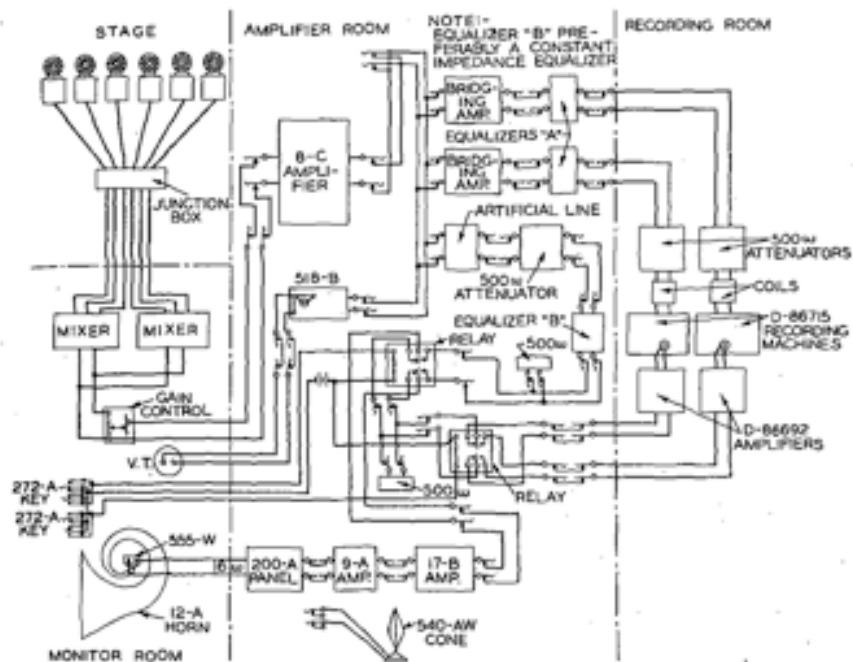 STAGE
AMPLIFIER ROOM
NOTE:-
EQUALIZER "B" PRE-
FERABLY A CONSTANT
IMPEDANCE EQUALIZER
RECORDING ROOM
BRIDG-
ING
AMP.
8-C
AMPLI-
FIER
EQUALIZERS "A"
BRIDG-
ING
AMP.
JUNCTION
BOX
ARTIFICIAL LINE
500ω
ATTENUATOR
500ω
ATTENUATORS
COILS
518-B
MIXER
MIXER
EQUALIZER "B"
D-86715
RECORDING
MACHINES
RELAY
500ω
GAIN
CONTROL
D-86692
AMPLIFIERS
V.T.
272-A
KEY
272-A
KEY
500ω
RELAY
555-W
6ω
200-A
PANEL
9-A
AMP.
17-B
AMP.
12-A
HORN
540-AW
CONE
MONITOR ROOM